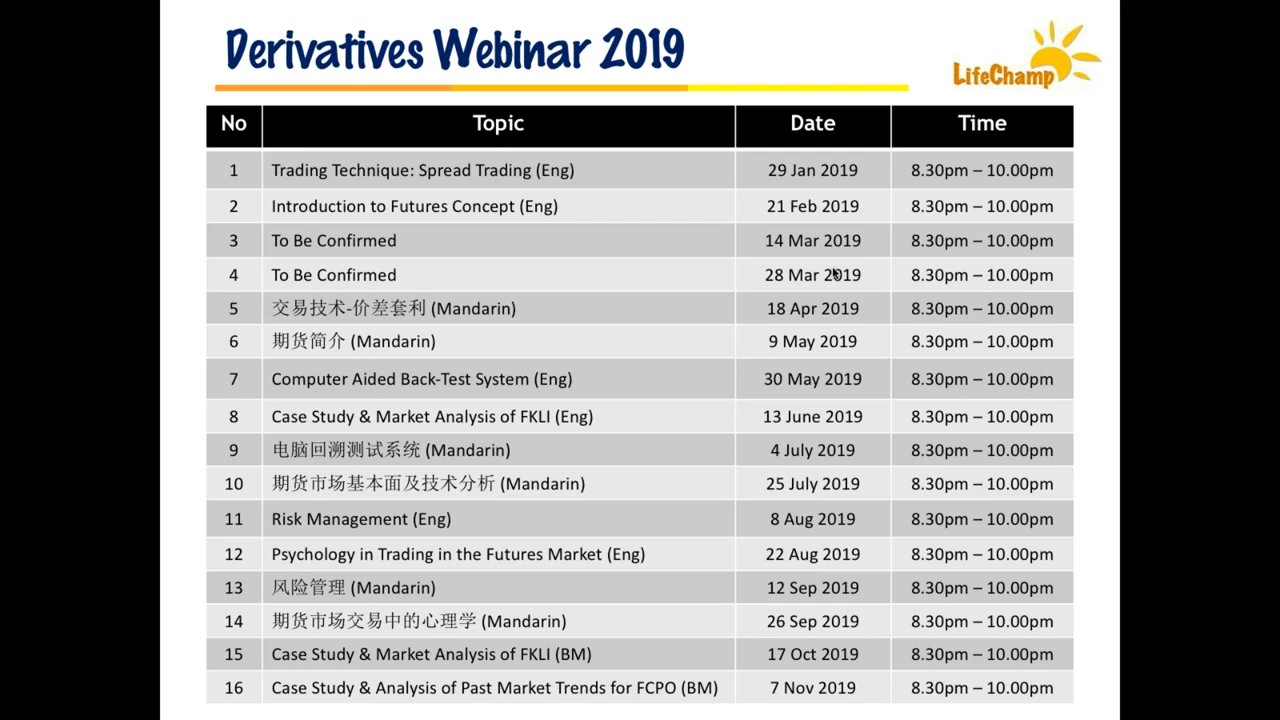 Derivatives Webinar 2019
LifeChamp
No Topic Date Time
1 Trading Technique: Spread Trading (Eng) 29 Jan 2019 8.30pm – 10.00pm
2 Introduction to Futures Concept (Eng) 21 Feb 2019 8.30pm – 10.00pm
3 To Be Confirmed 14 Mar 2019 8.30pm – 10.00pm
4 To Be Confirmed 28 Mar 2019 8.30pm – 10.00pm
5 交易技术-价差套利 (Mandarin) 18 Apr 2019 8.30pm – 10.00pm
6 期货简介 (Mandarin) 9 May 2019 8.30pm – 10.00pm
7 Computer Aided Back-Test System (Eng) 30 May 2019 8.30pm – 10.00pm
8 Case Study & Market Analysis of FKLI (Eng) 13 June 2019 8.30pm – 10.00pm
9 电脑回溯测试系统 (Mandarin) 4 July 2019 8.30pm – 10.00pm
10 期货市场基本面及技术分析 (Mandarin) 25 July 2019 8.30pm – 10.00pm
11 Risk Management (Eng) 8 Aug 2019 8.30pm – 10.00pm
12 Psychology in Trading in the Futures Market (Eng) 22 Aug 2019 8.30pm – 10.00pm
13 风险管理 (Mandarin) 12 Sep 2019 8.30pm – 10.00pm
14 期货市场交易中的心理学 (Mandarin) 26 Sep 2019 8.30pm – 10.00pm
15 Case Study & Market Analysis of FKLI (BM) 17 Oct 2019 8.30pm – 10.00pm
16 Case Study & Analysis of Past Market Trends for FCPO (BM) 7 Nov 2019 8.30pm – 10.00pm